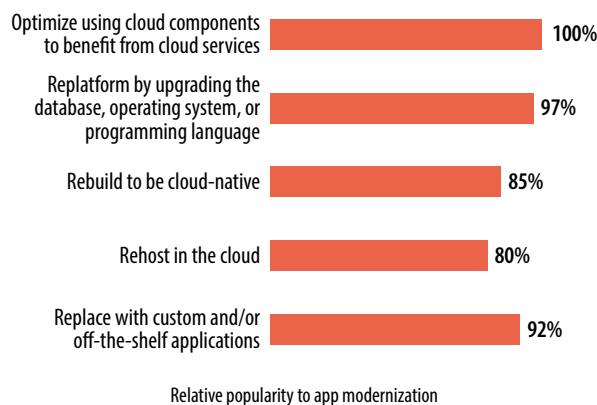 Optimize using cloud components
to benefit from cloud services
100%
Replatform by upgrading the
database, operating system, or
programming language
97%
Rebuild to be cloud-native
85%
Rehost in the cloud
80%
Replace with custom and/or
off-the-shelf applications
92%
Relative popularity to app modernization